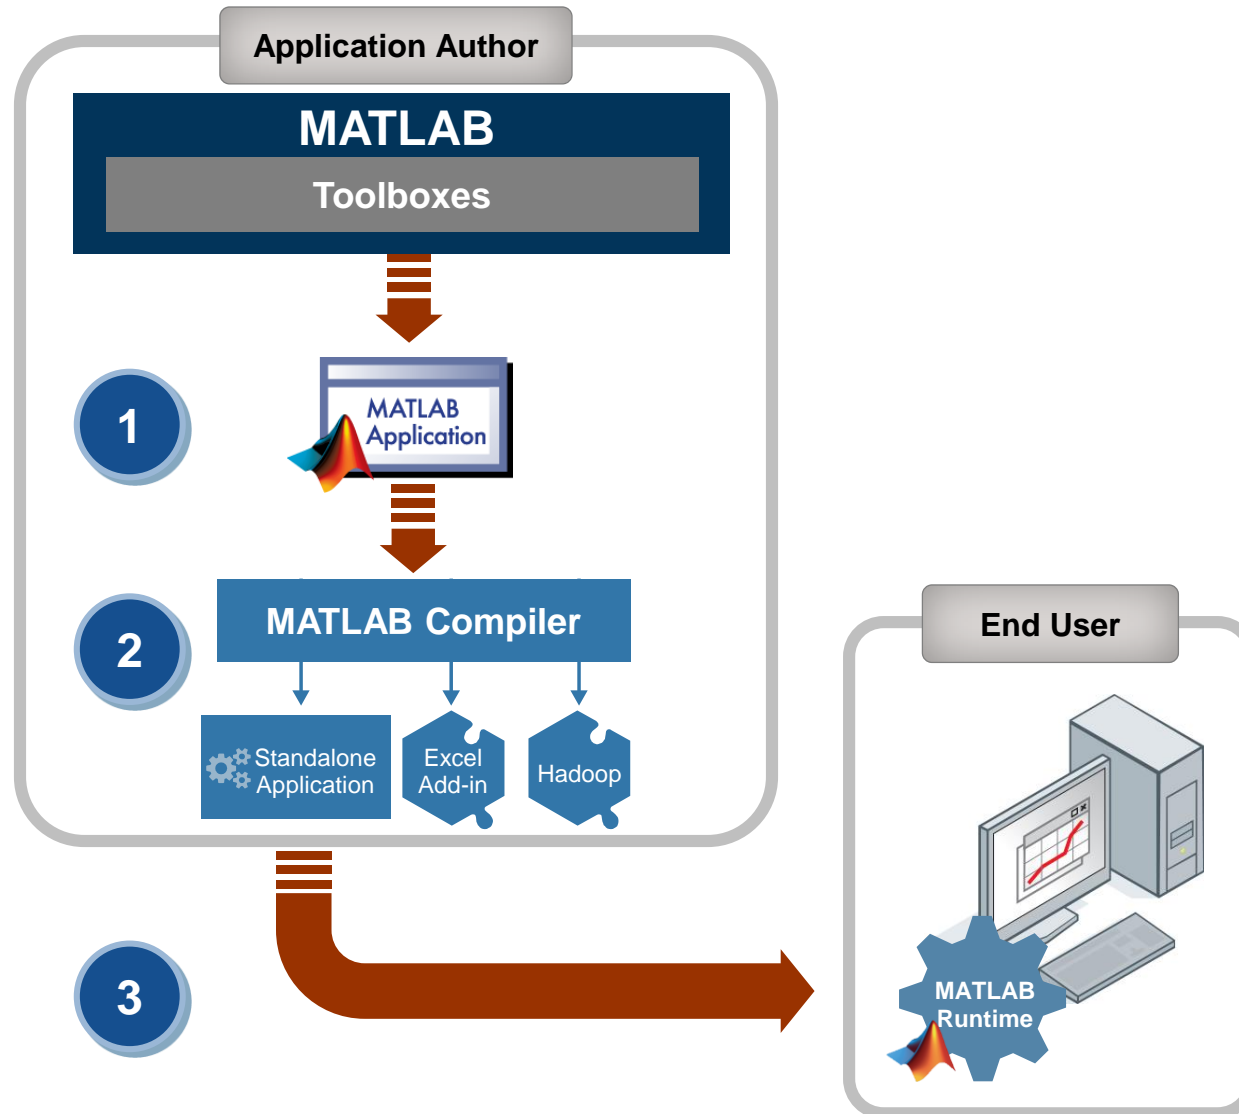 Application Author
MATLAB
Toolboxes
1
MATLAB
Application
2
MATLAB Compiler
Standalone
Application
Excel
Add-in
Hadoop
3
End User
MATLAB
Runtime